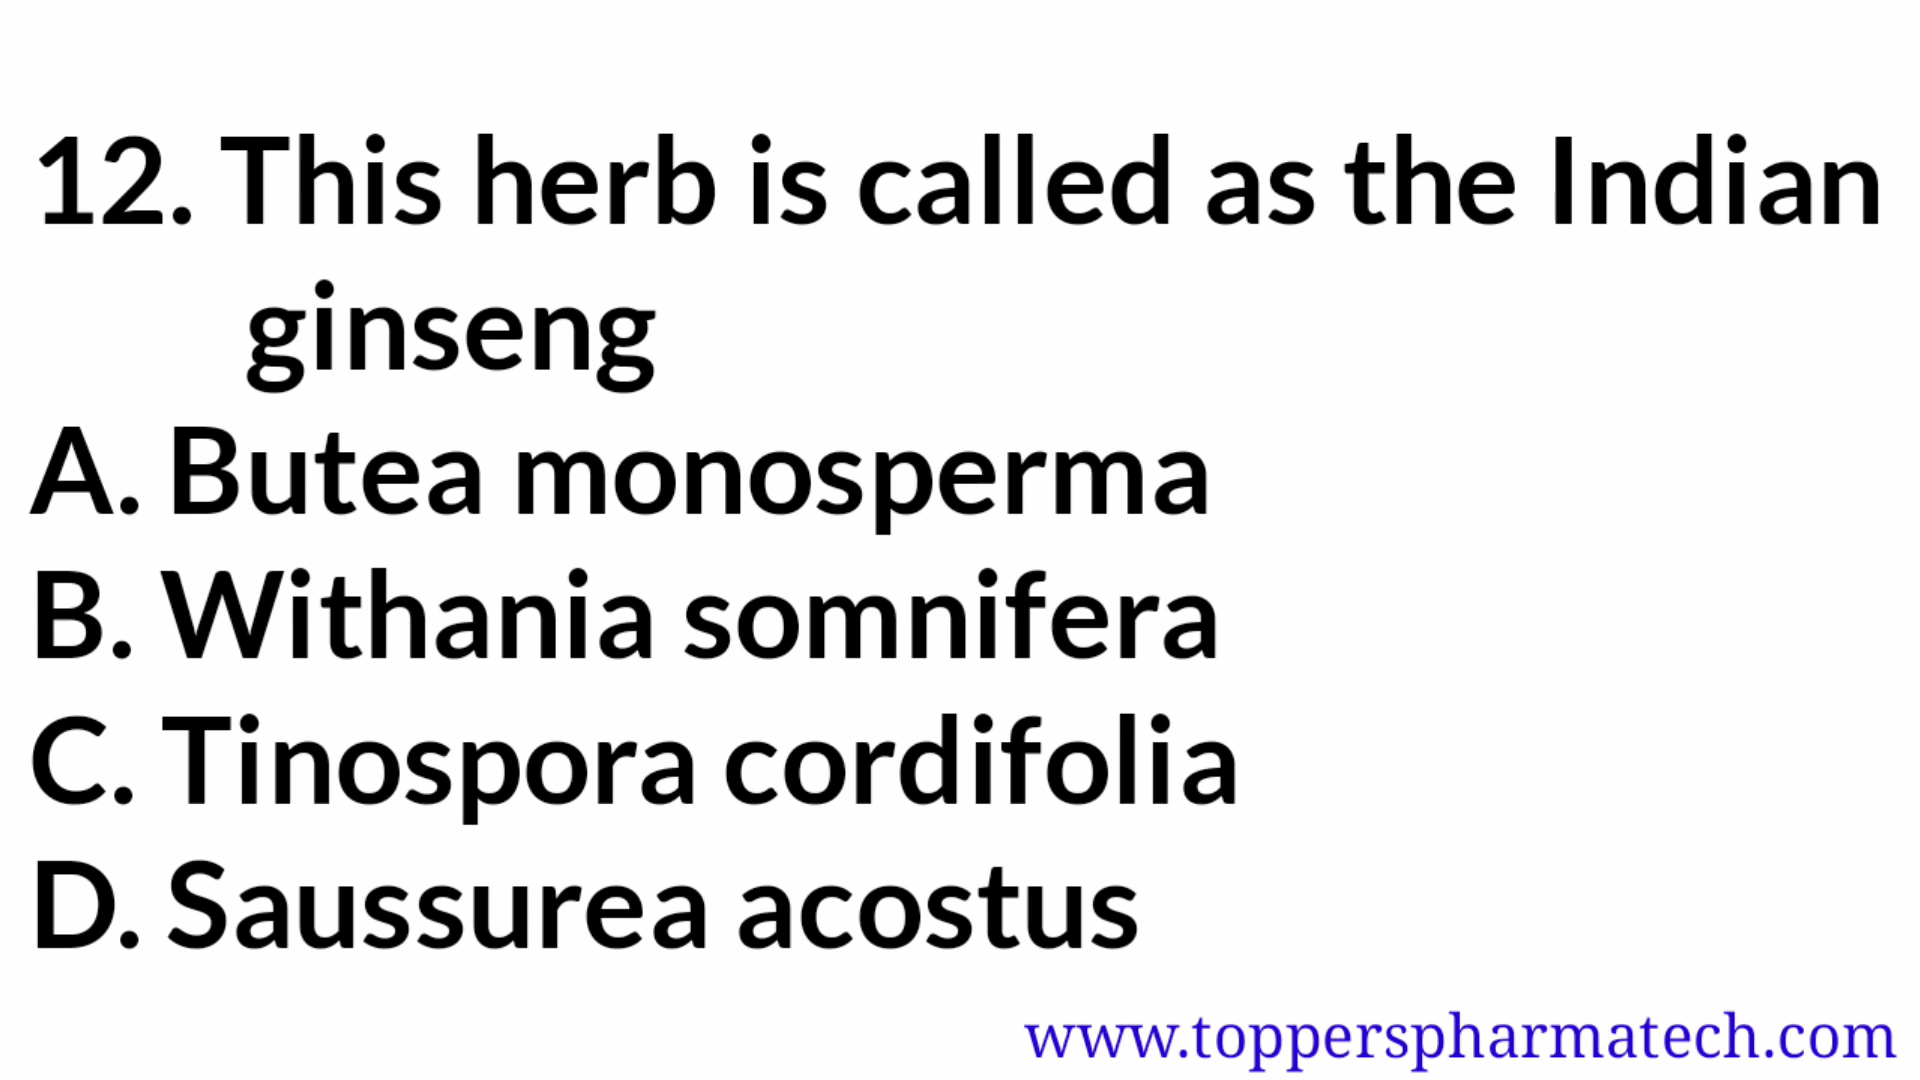 12. This herb is called as the Indian
ginseng
A. Butea monosperma
B. Withania somnifera
C. Tinospora cordifolia
D. Saussurea acostus
www.topperspharmatech.com